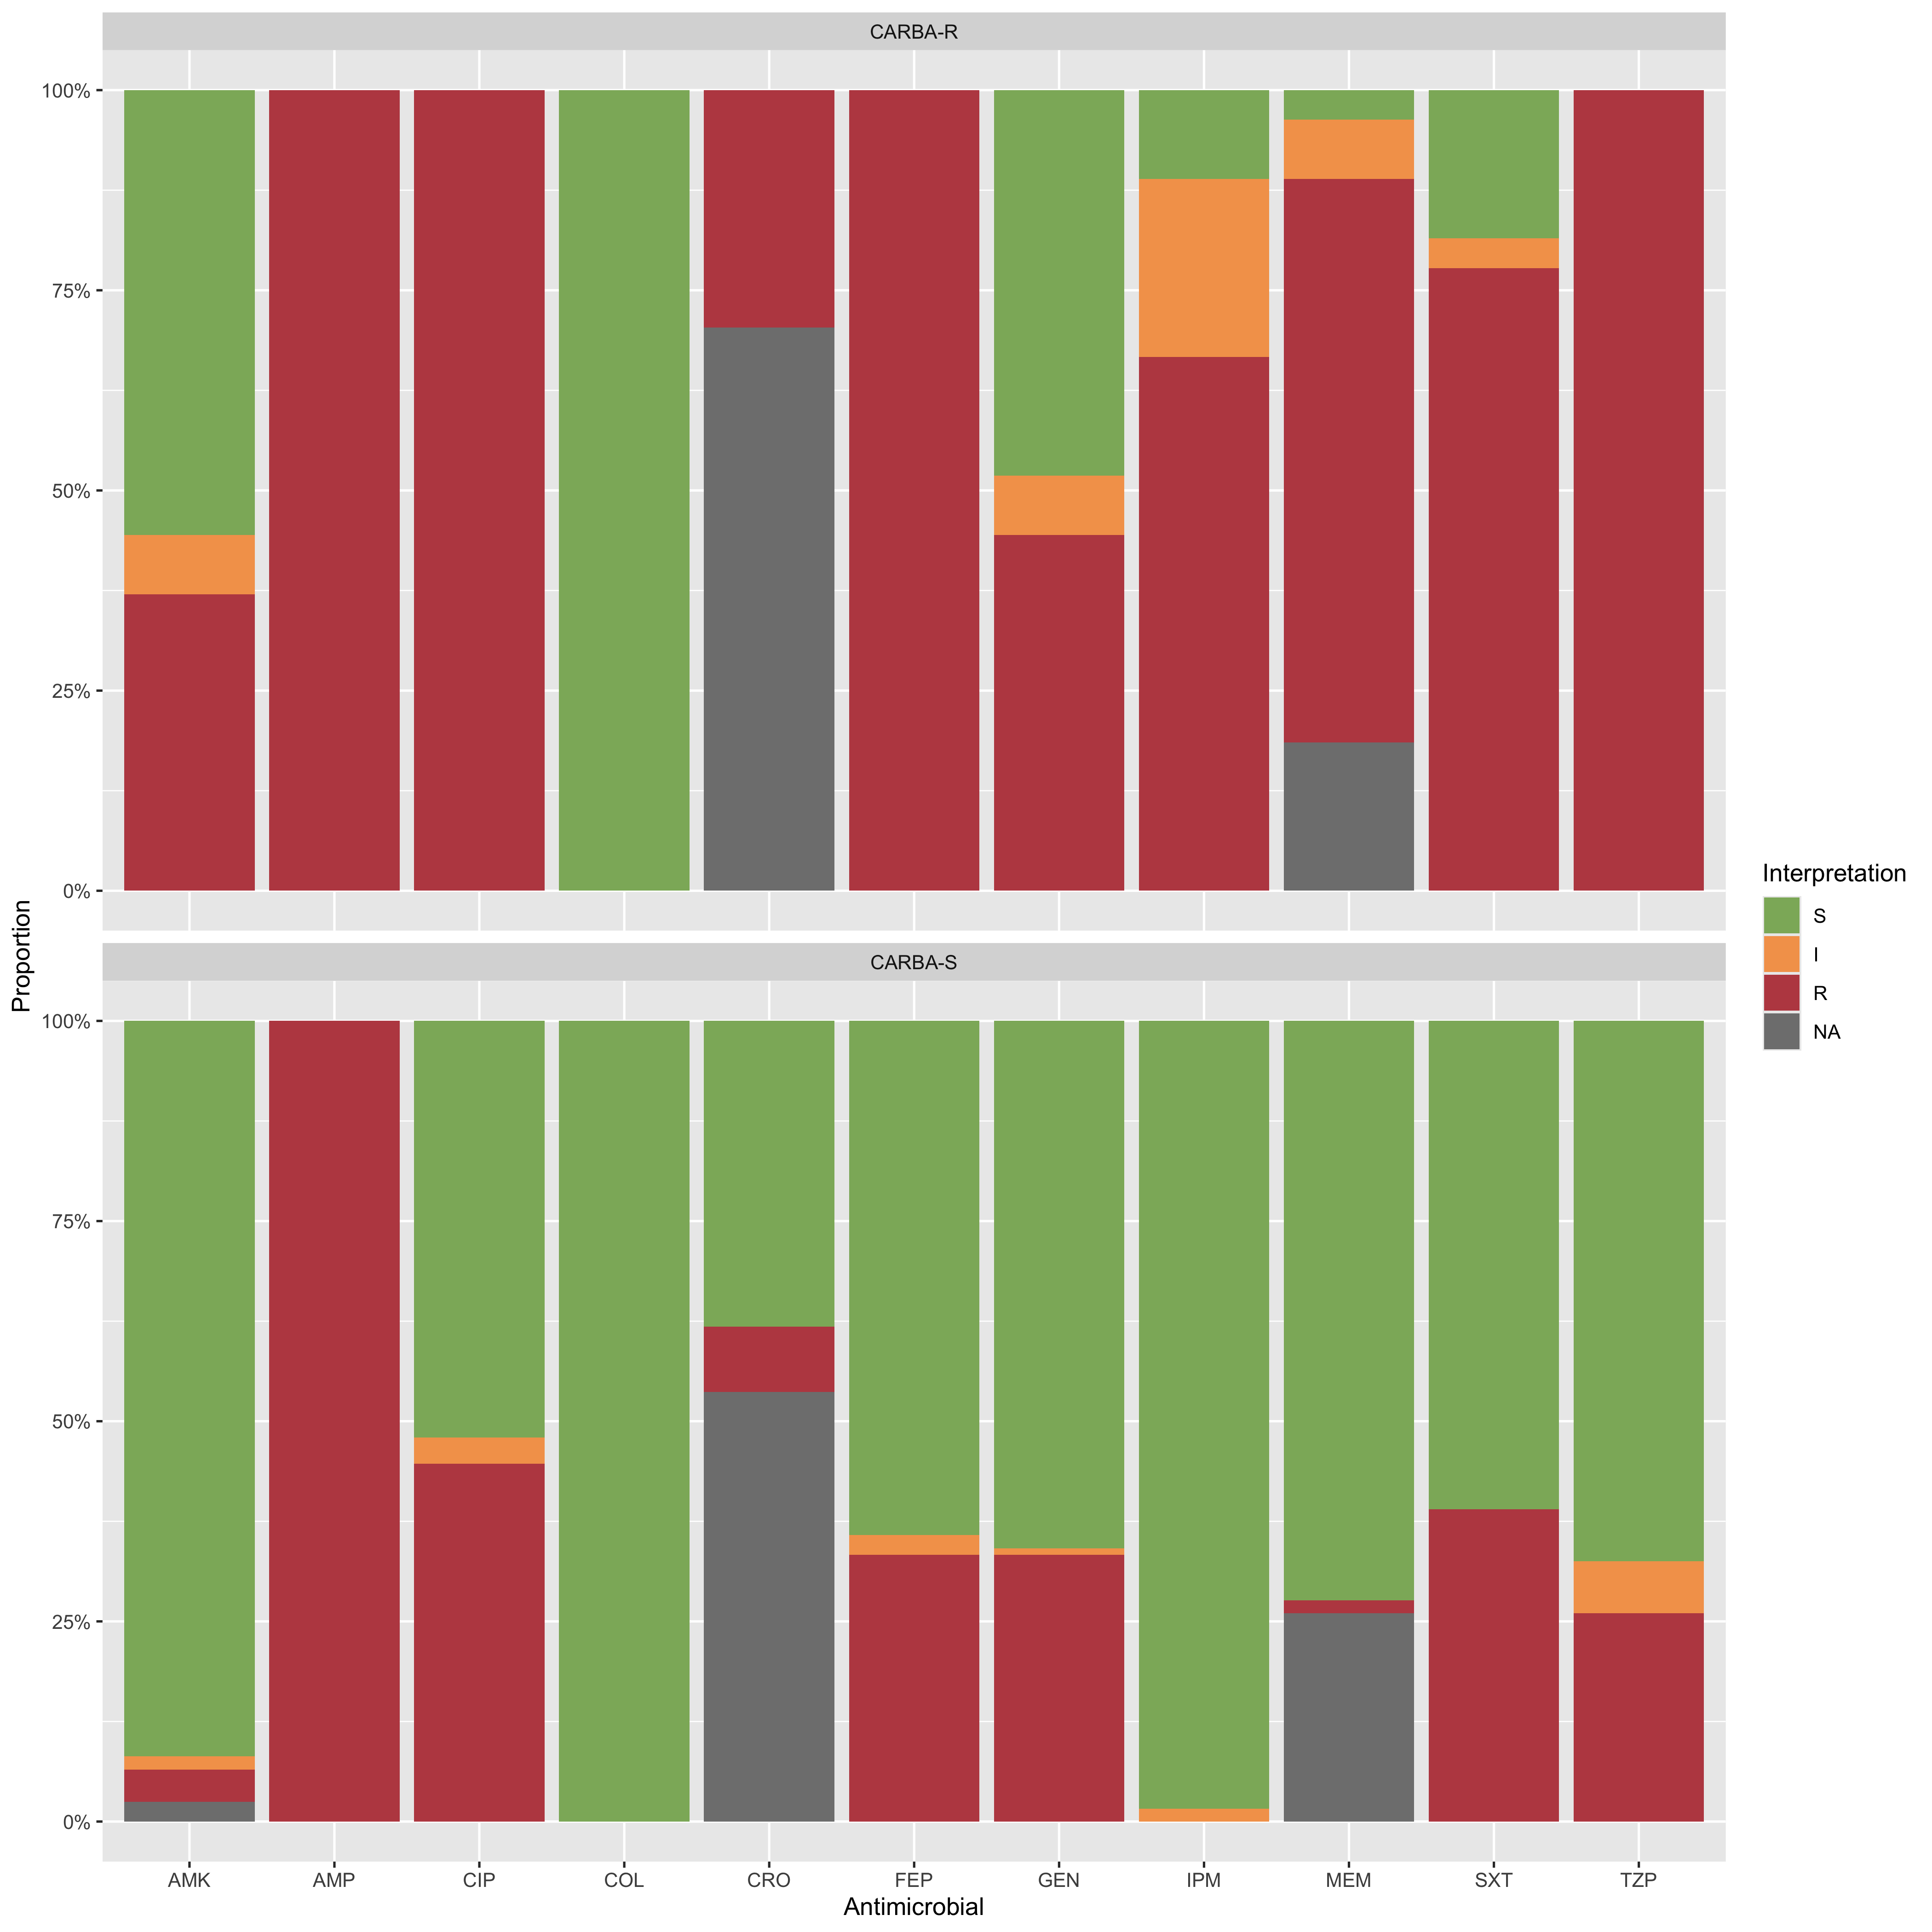 CARBA-R
100%
75%
50%
25%
0%
CARBA-S
100%
75%
50%
25%
0%
AMK AMP CIP COL CRO FEP GEN IPM MEM SXT TZP
Antimicrobial
Proportion
Interpretation
S
I
R
NA